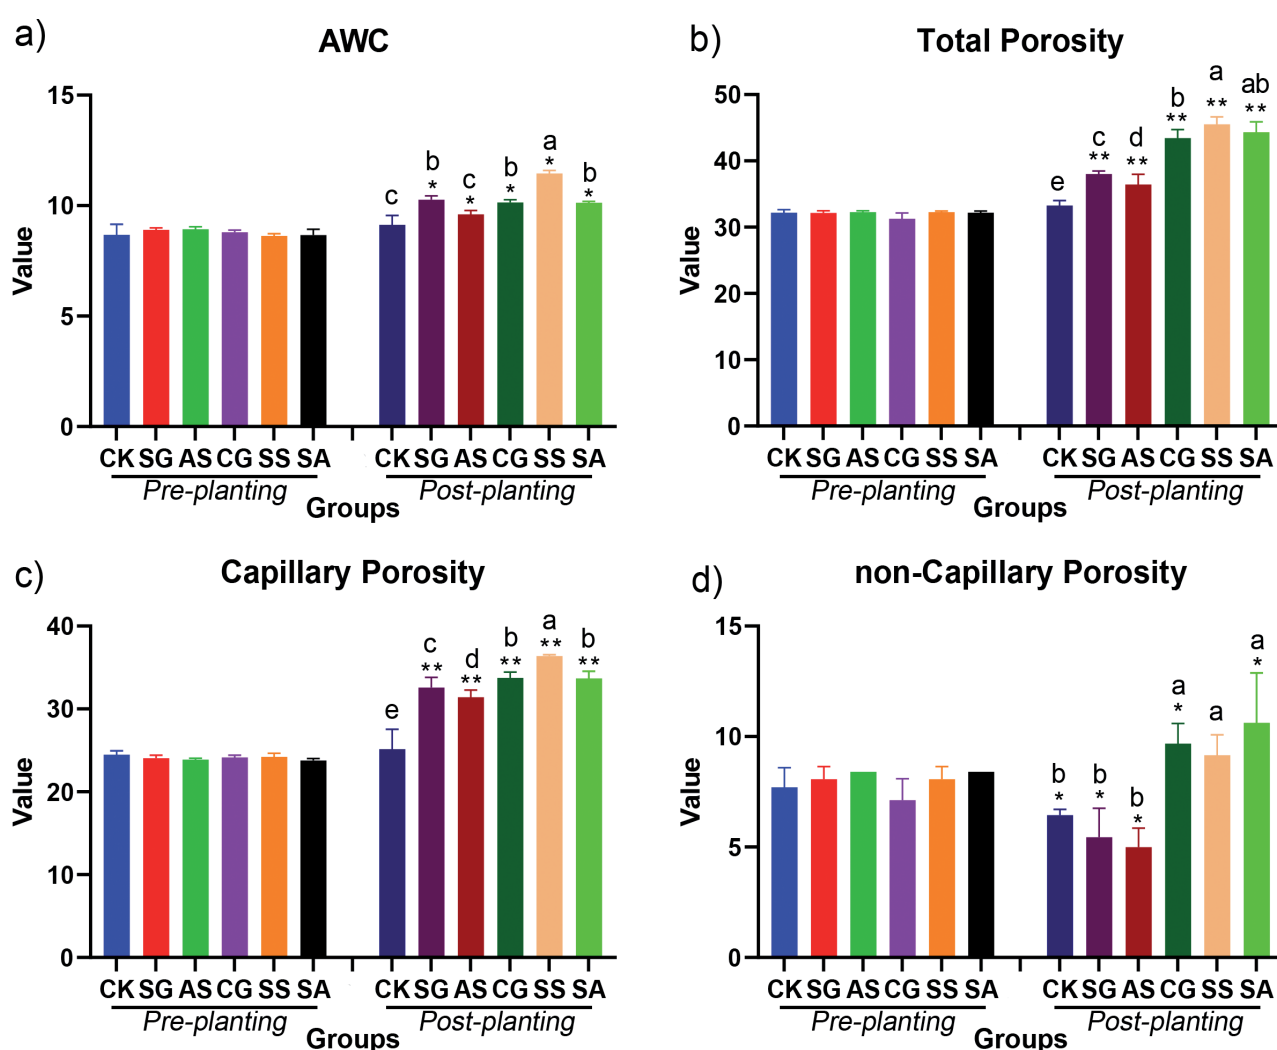 a)
AWC
15
10
5
0
Value
c
b
*
c
*
b
*
a
*
b
*
CK SG AS CG SS SA
CK SG AS CG SS SA
Pre-planting
Post-planting
Groups
b)
Total Porosity
50
40
30
20
10
0
Value
e
c
**
d
**
b
**
a
**
ab
**
CK SG AS CG SS SA
CK SG AS CG SS SA
Pre-planting
Post-planting
Groups
c)
Capillary Porosity
40
30
20
10
0
Value
e
c
**
d
**
b
**
a
**
b
**
CK SG AS CG SS SA
CK SG AS CG SS SA
Pre-planting
Post-planting
Groups
d)
non-Capillary Porosity
15
10
5
0
Value
b
*
b
*
b
*
a
*
a
a
*
CK SG AS CG SS SA
CK SG AS CG SS SA
Pre-planting
Post-planting
Groups